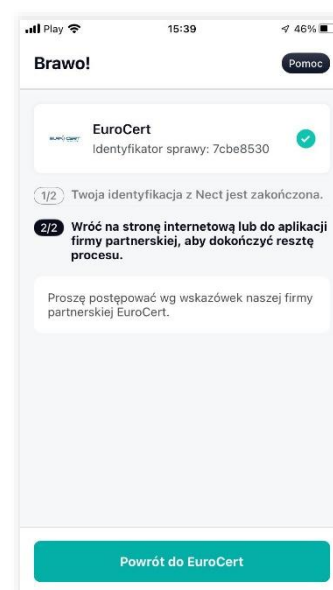 Play 15:39 46%
Brawo! Pomoc
EuroCert
EUROCERT
Identyfikator sprawy: 7cbe8530
1/2 Twoja identyfikacja z Nect jest zakończona.
2/2 Wróć na stronę internetową lub do aplikacji
firmy partnerskiej, aby dokończyć resztę
procesu.
Proszę postępować wg wskazówek naszej firmy
partnerskiej EuroCert.
Powrót do EuroCert